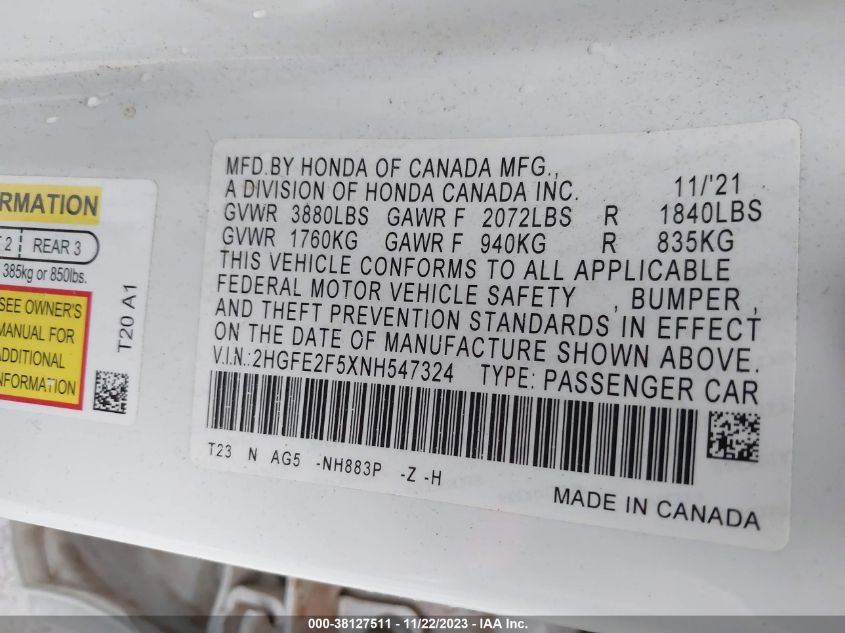 RMATION
2 REAR 3
385kg or 850lbs.
SEE OWNER'S
MANUAL FOR
ADDITIONAL
INFORMATION
T20 A1
MFD.BY HONDA OF CANADA MFG.,
A DIVISION OF HONDA CANADA INC. 11/'21
GVWR 3880LBS GAWR F 2072LBS R 1840LBS
GVWR 1760KG GAWR F 940KG R 835KG
THIS VEHICLE CONFORMS TO ALL APPLICABLE
FEDERAL MOTOR VEHICLE SAFETY , BUMPER ,
AND THEFT PREVENTION STANDARDS IN EFFECT
ON THE DATE OF MANUFACTURE SHOWN ABOVE.
V.I.N.:2HGFE2F5XNH547324 TYPE: PASSENGER CAR
T23 N AG5 -NH883P -Z -H
MADE IN CANADA
000-38127511 - 11/22/2023 - IAA Inc.